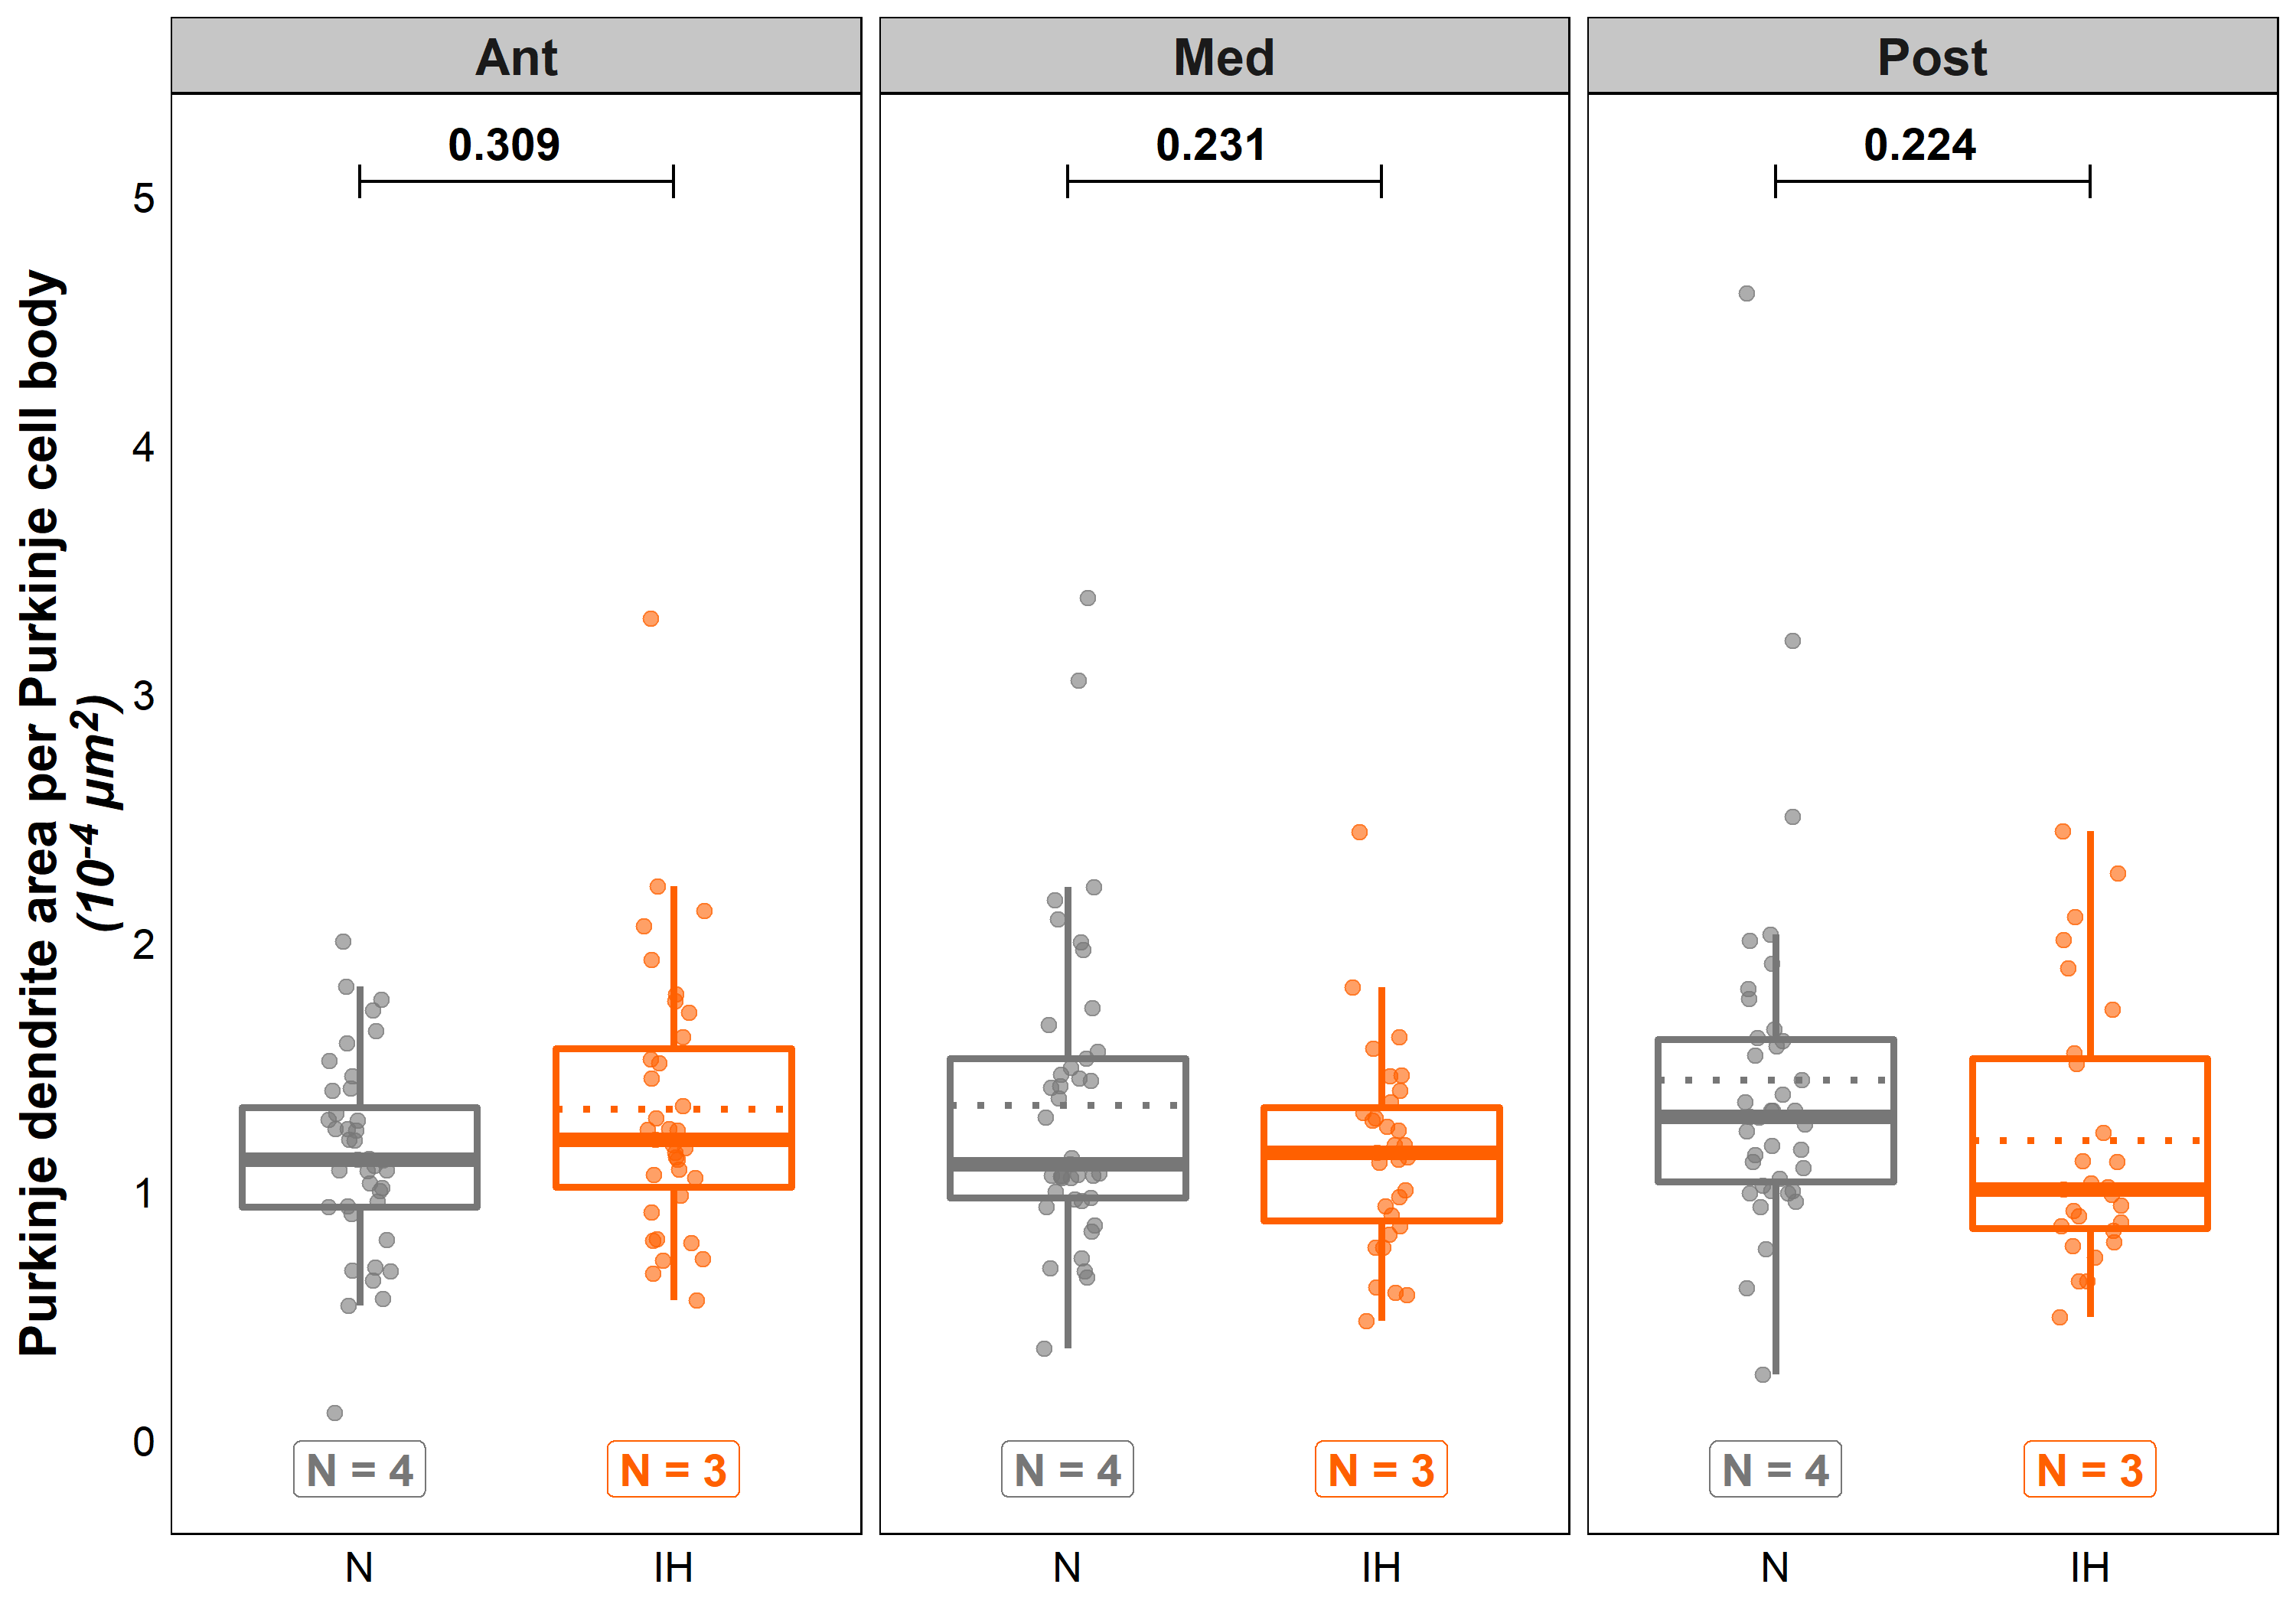 Ant
Med
Post
0.309
0.231
0.224
Purkinje dendrite area per Purkinje cell body
(10⁻⁴ µm²)
5
4
3
2
1
0
N = 4
N = 3
N = 4
N = 3
N = 4
N = 3
N
IH
N
IH
N
IH